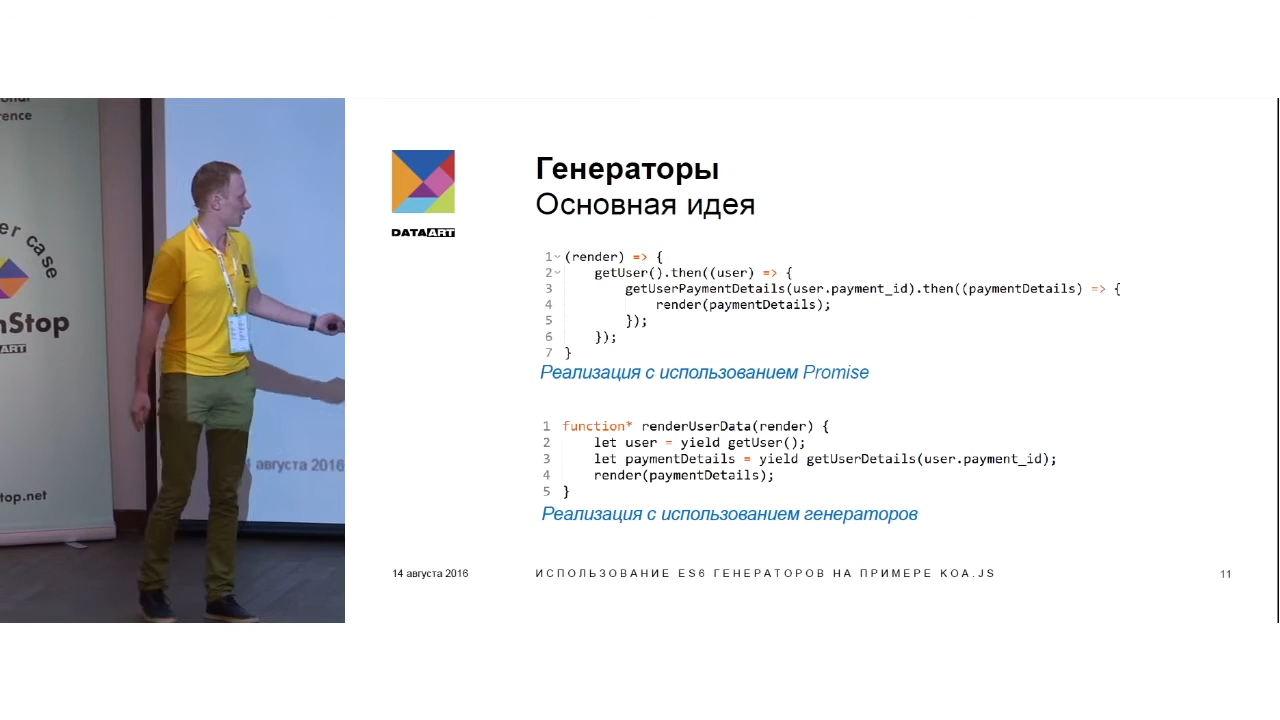 erence
er case
nStop
ART
top.net
августа 2016
DATAART
Генераторы
Основная идея
1 (render) => {
2 getUser().then((user) => {
3 getUserPaymentDetails(user.payment_id).then((paymentDetails) => {
4 render(paymentDetails);
5 });
6 });
7 }
Реализация с использованием Promise
1 function* renderUserData(render) {
2 let user = yield getUser();
3 let paymentDetails = yield getUserDetails(user.payment_id);
4 render(paymentDetails);
5 }
Реализация с использованием генераторов
14 августа 2016
ИСПОЛЬЗОВАНИЕ ES6 ГЕНЕРАТОРОВ НА ПРИМЕРЕ KOA.JS
11